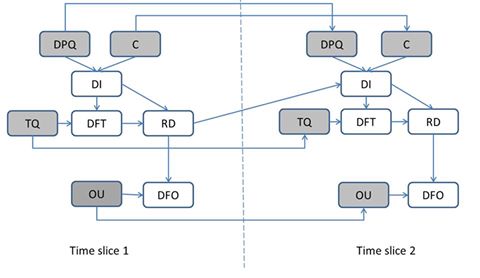 DPQ C DPQ C
DI DI
TQ DFT RD TQ DFT RD
OU DFO OU DFO
Time slice 1 Time slice 2